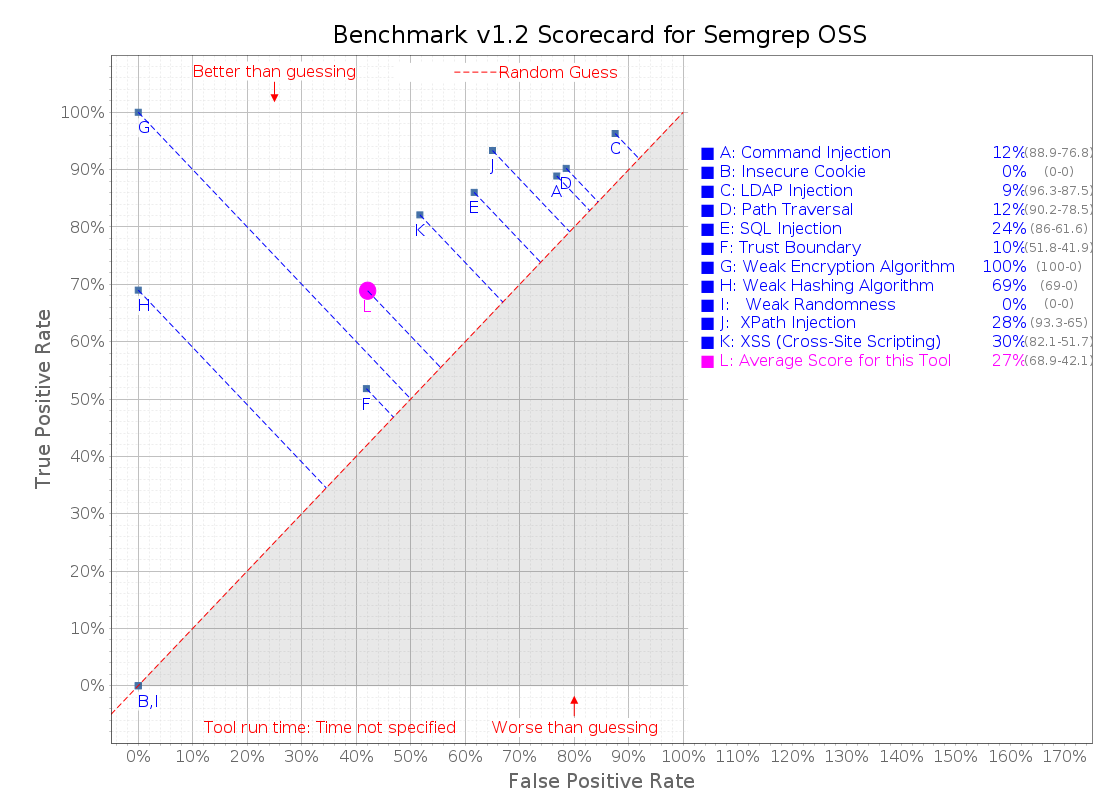 Benchmark v1.2 Scorecard for Semgrep OSS
Better than guessing
Random Guess
100%
90%
80%
70%
60%
50%
40%
30%
20%
10%
0%
True Positive Rate
G
C
J
D
A
E
K
H
L
F
B,I
A: Command Injection 12% (88.9-76.8)
B: Insecure Cookie 0% (0-0)
C: LDAP Injection 9% (96.3-87.5)
D: Path Traversal 12% (90.2-78.5)
E: SQL Injection 24% (86-61.6)
F: Trust Boundary 10% (51.8-41.9)
G: Weak Encryption Algorithm 100% (100-0)
H: Weak Hashing Algorithm 69% (69-0)
I: Weak Randomness 0% (0-0)
J: XPath Injection 28% (93.3-65)
K: XSS (Cross-Site Scripting) 30% (82.1-51.7)
L: Average Score for this Tool 27% (68.9-42.1)
Tool run time: Time not specified
Worse than guessing
0% 10% 20% 30% 40% 50% 60% 70% 80% 90% 100% 110% 120% 130% 140% 150% 160% 170%
False Positive Rate